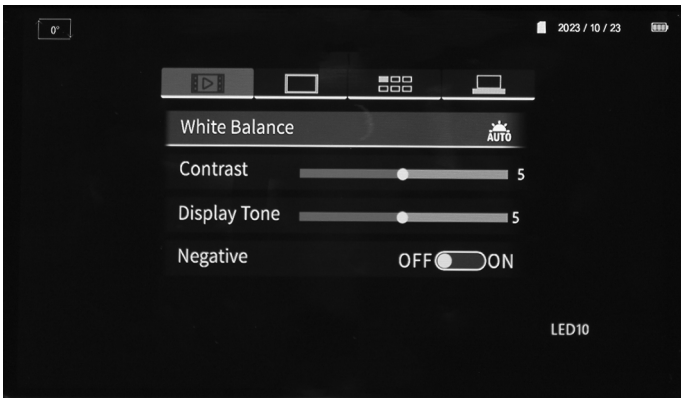 0°
2023 / 10 / 23
White Balance
AUTO
Contrast 5
Display Tone 5
Negative OFF ON
LED10